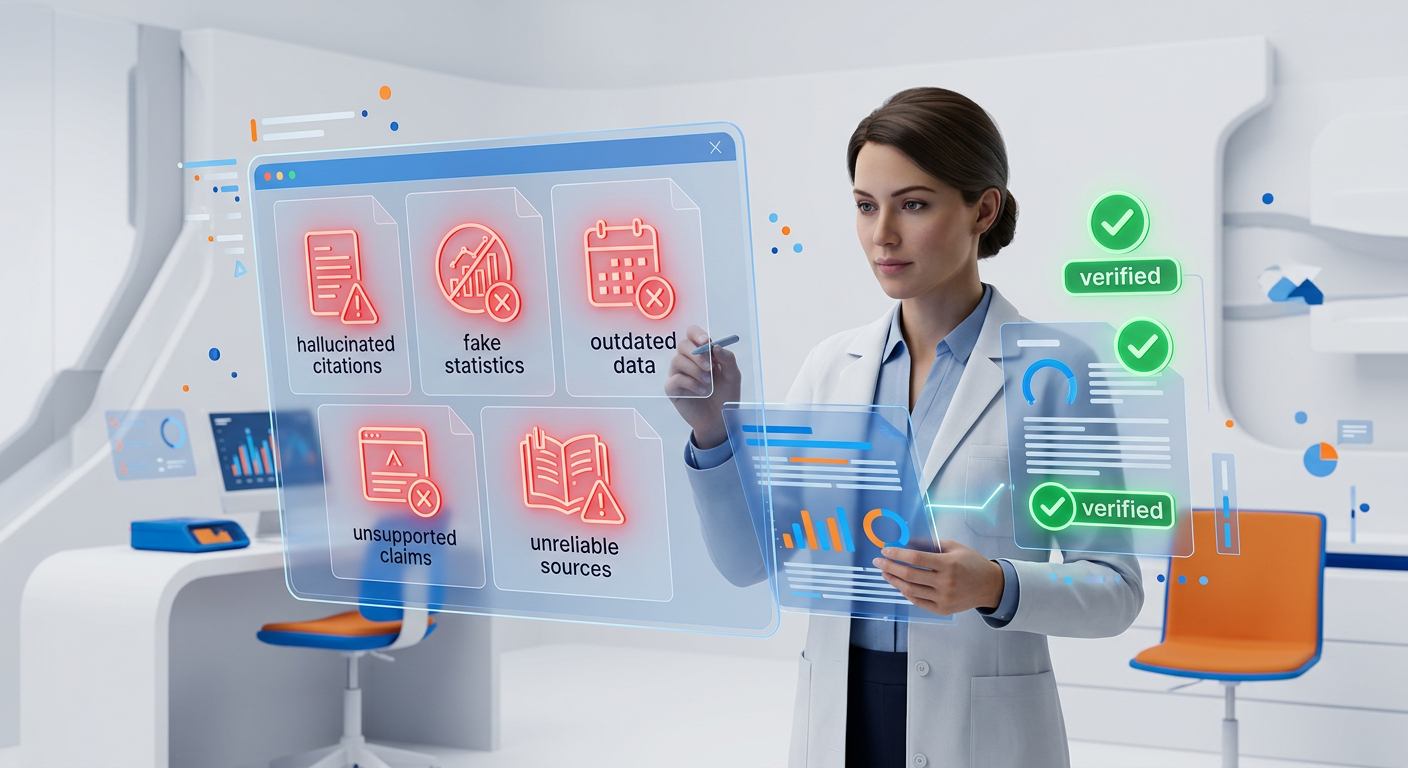 hallucinated
citations
fake
statistics
outdated
data
unsupported
claims
unreliable
sources
verified
verified